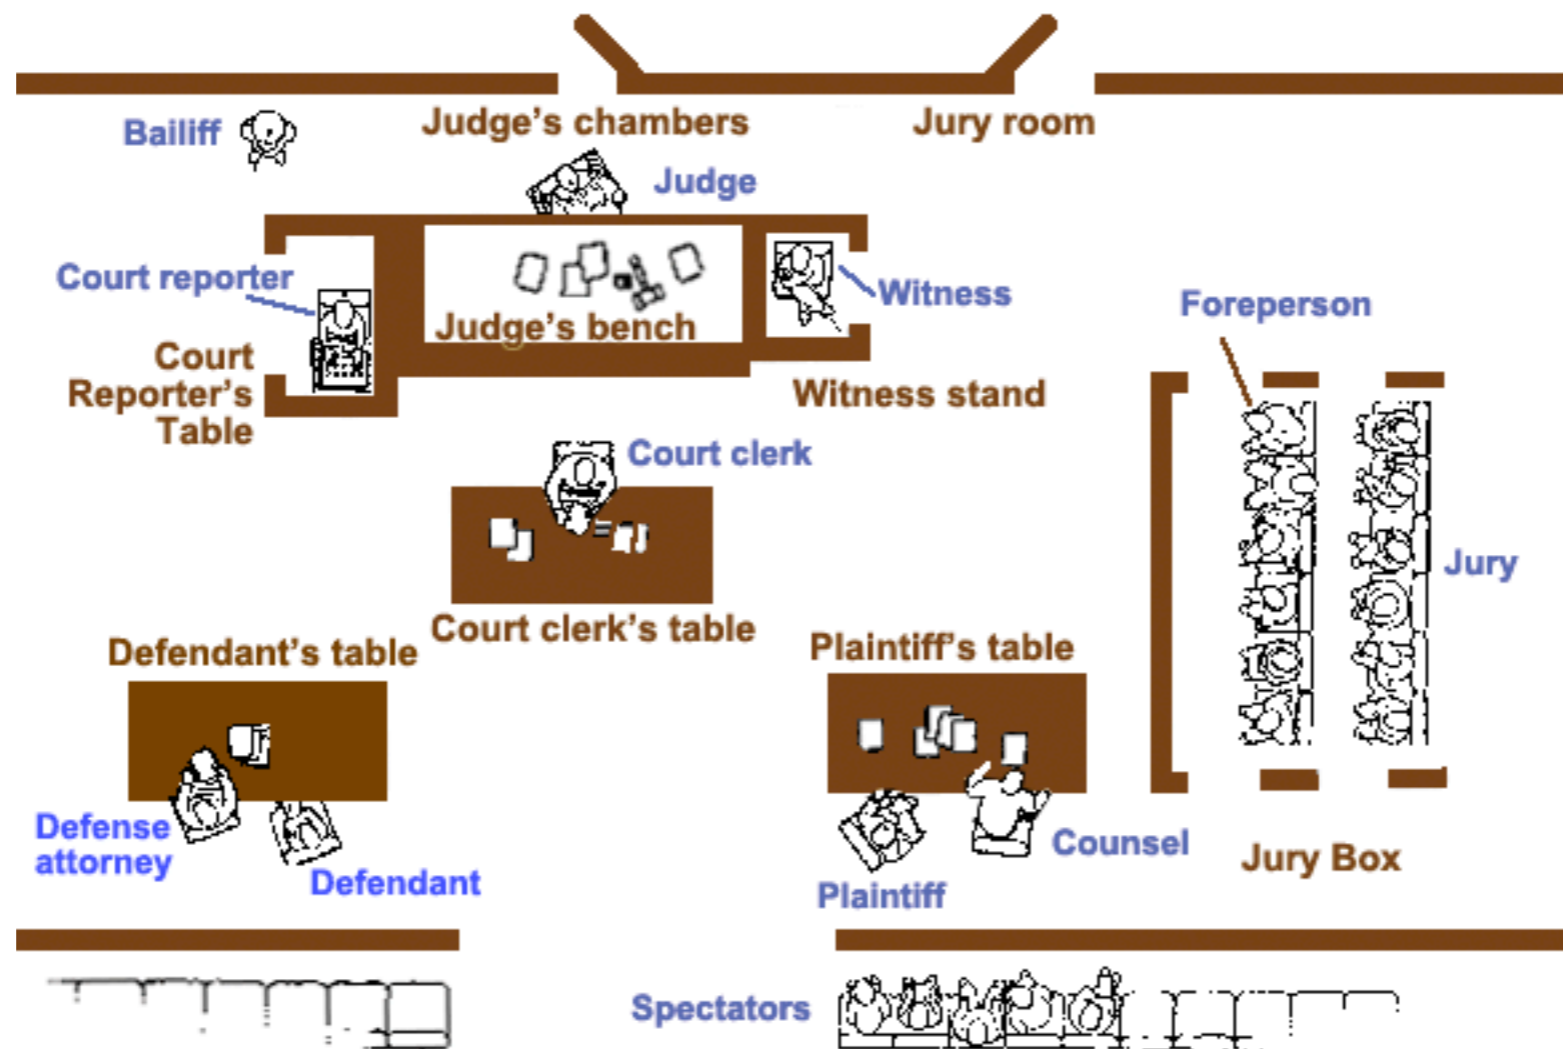 Bailiff
Judge's chambers
Jury room
Judge
Court reporter
Witness
Foreperson
Judge's bench
Court
Reporter's
Table
Witness stand
Court clerk
Jury
Court clerk's table
Defendant's table
Plaintiff's table
Defense
attorney
Defendant
Counsel
Plaintiff
Jury Box
Spectators